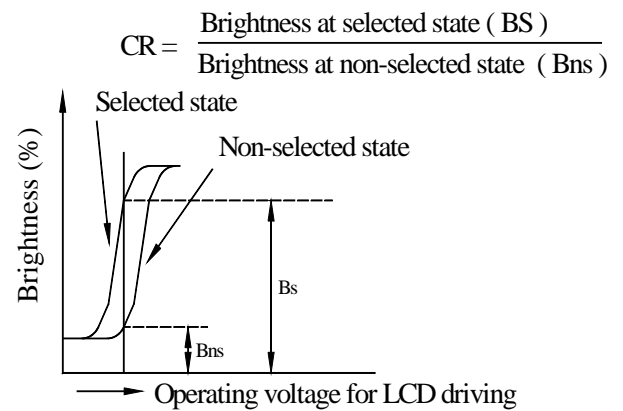 CR = Brightness at selected state ( BS )
Brightness at non-selected state ( Bns )
Selected state
Non-selected state
Brightness (%)
Bs
Bns
Operating voltage for LCD driving